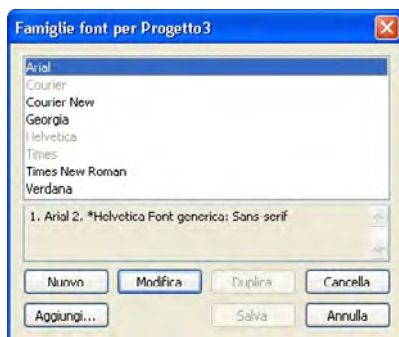 Famiglie font per Progetto3
Arial
Courier
Courier New
Georgia
Helvetica
Times
Times New Roman
Verdana
1. Arial 2. *Helvetica Font generica: Sans-serif
Nuovo Modifica Duplica Cancella
Aggiungi... Salva Annulla